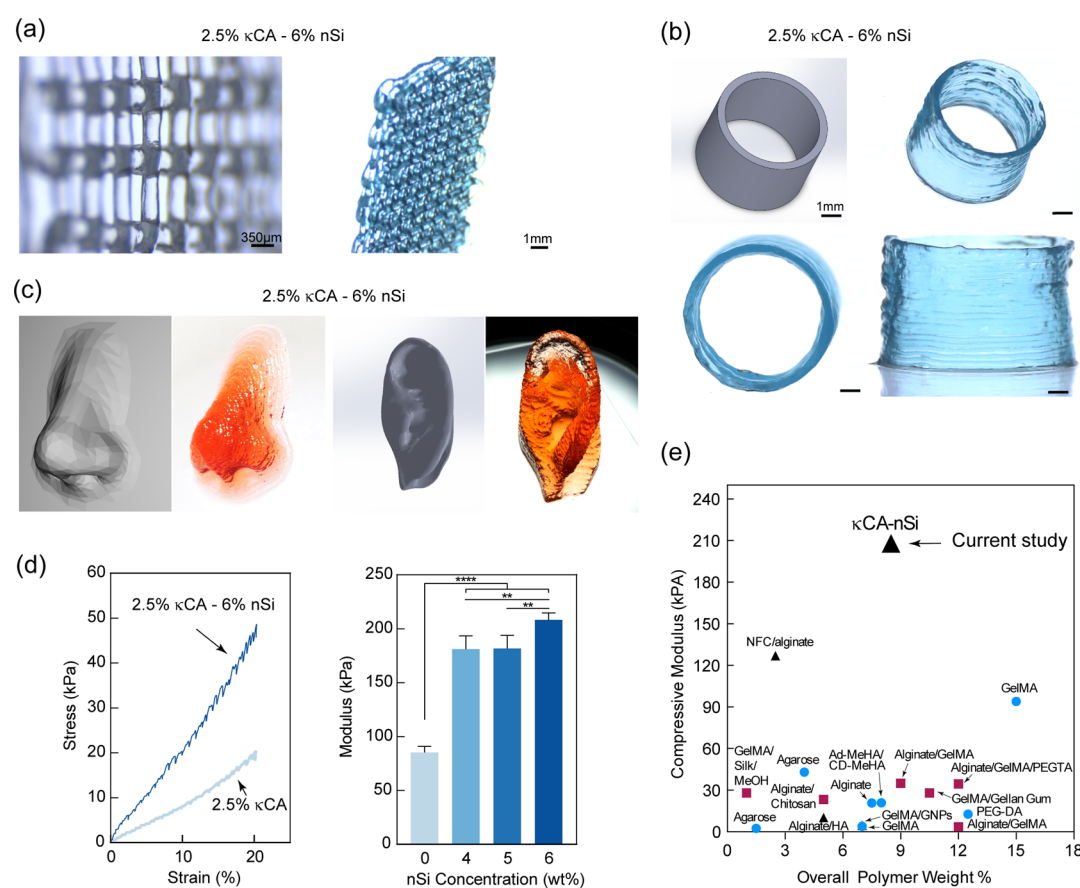 (a)
2.5% κCA - 6% nSi
350μm
1mm
(b)
2.5% κCA - 6% nSi
1mm
(c)
2.5% κCA - 6% nSi
(d)
60
50
40
30
20
10
0
Stress (kPa)
2.5% κCA - 6% nSi
2.5% κCA
0
10
20
Strain (%)
250
200
150
100
50
0
Modulus (kPa)
****
**
**
0
4
5
6
nSi Concentration (wt%)
(e)
240
210
180
150
120
90
60
30
0
Compressive Modulus (kPA)
κCA-nSi
Current study
NFC/alginate
GelMA
GelMA/
Silk/
MeOH
Agarose
Ad-MeHA/
CD-MeHA
Alginate/GelMA
Alginate/GelMA/PEGTA
Alginate/
Chitosan
Alginate
GelMA/Gellan Gum
Agarose
Alginate/HA
GelMA/GNPs
GelMA
PEG-DA
Alginate/GelMA
0
3
6
9
12
15
18
Overall Polymer Weight %